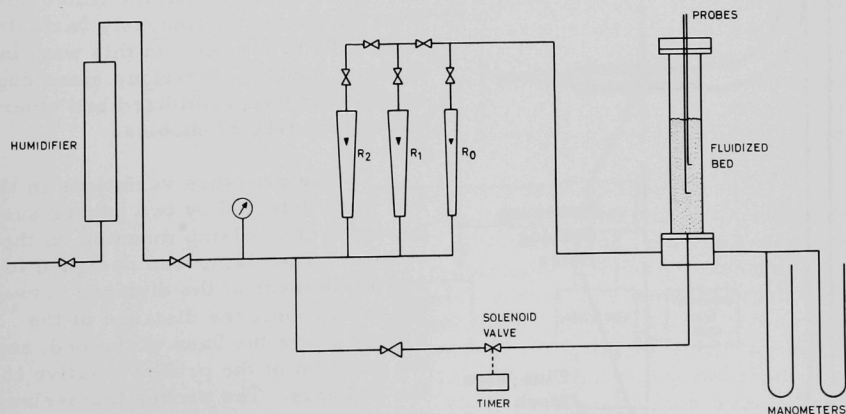 PROBES
HUMIDIFIER
R2
R1
R0
FLUIDIZED
BED
SOLENOID
VALVE
TIMER
MANOMETERS